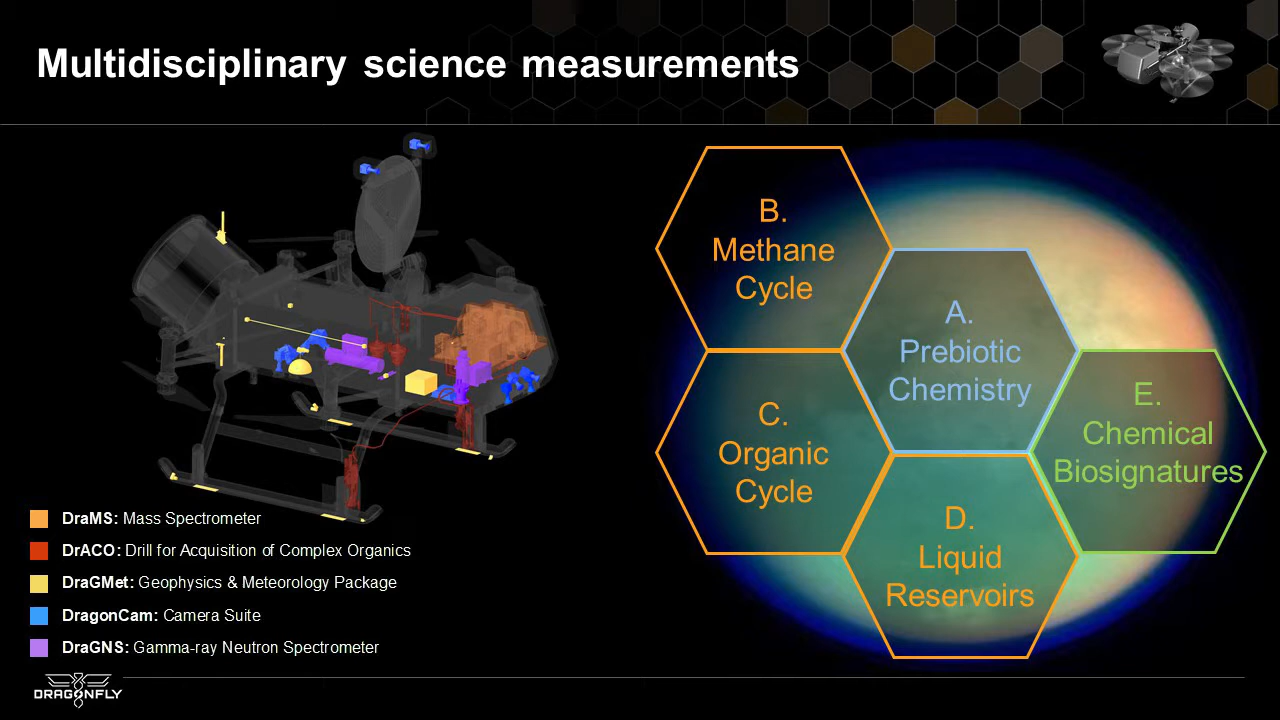 Multidisciplinary science measurements
B.
Methane
Cycle
A.
Prebiotic
Chemistry
C.
Organic
Cycle
E.
Chemical
Biosignatures
D.
Liquid
Reservoirs
DraMS: Mass Spectrometer
DrACO: Drill for Acquisition of Complex Organics
DraGMet: Geophysics & Meteorology Package
DragonCam: Camera Suite
DraGNS: Gamma-ray Neutron Spectrometer
DRAGONFLY